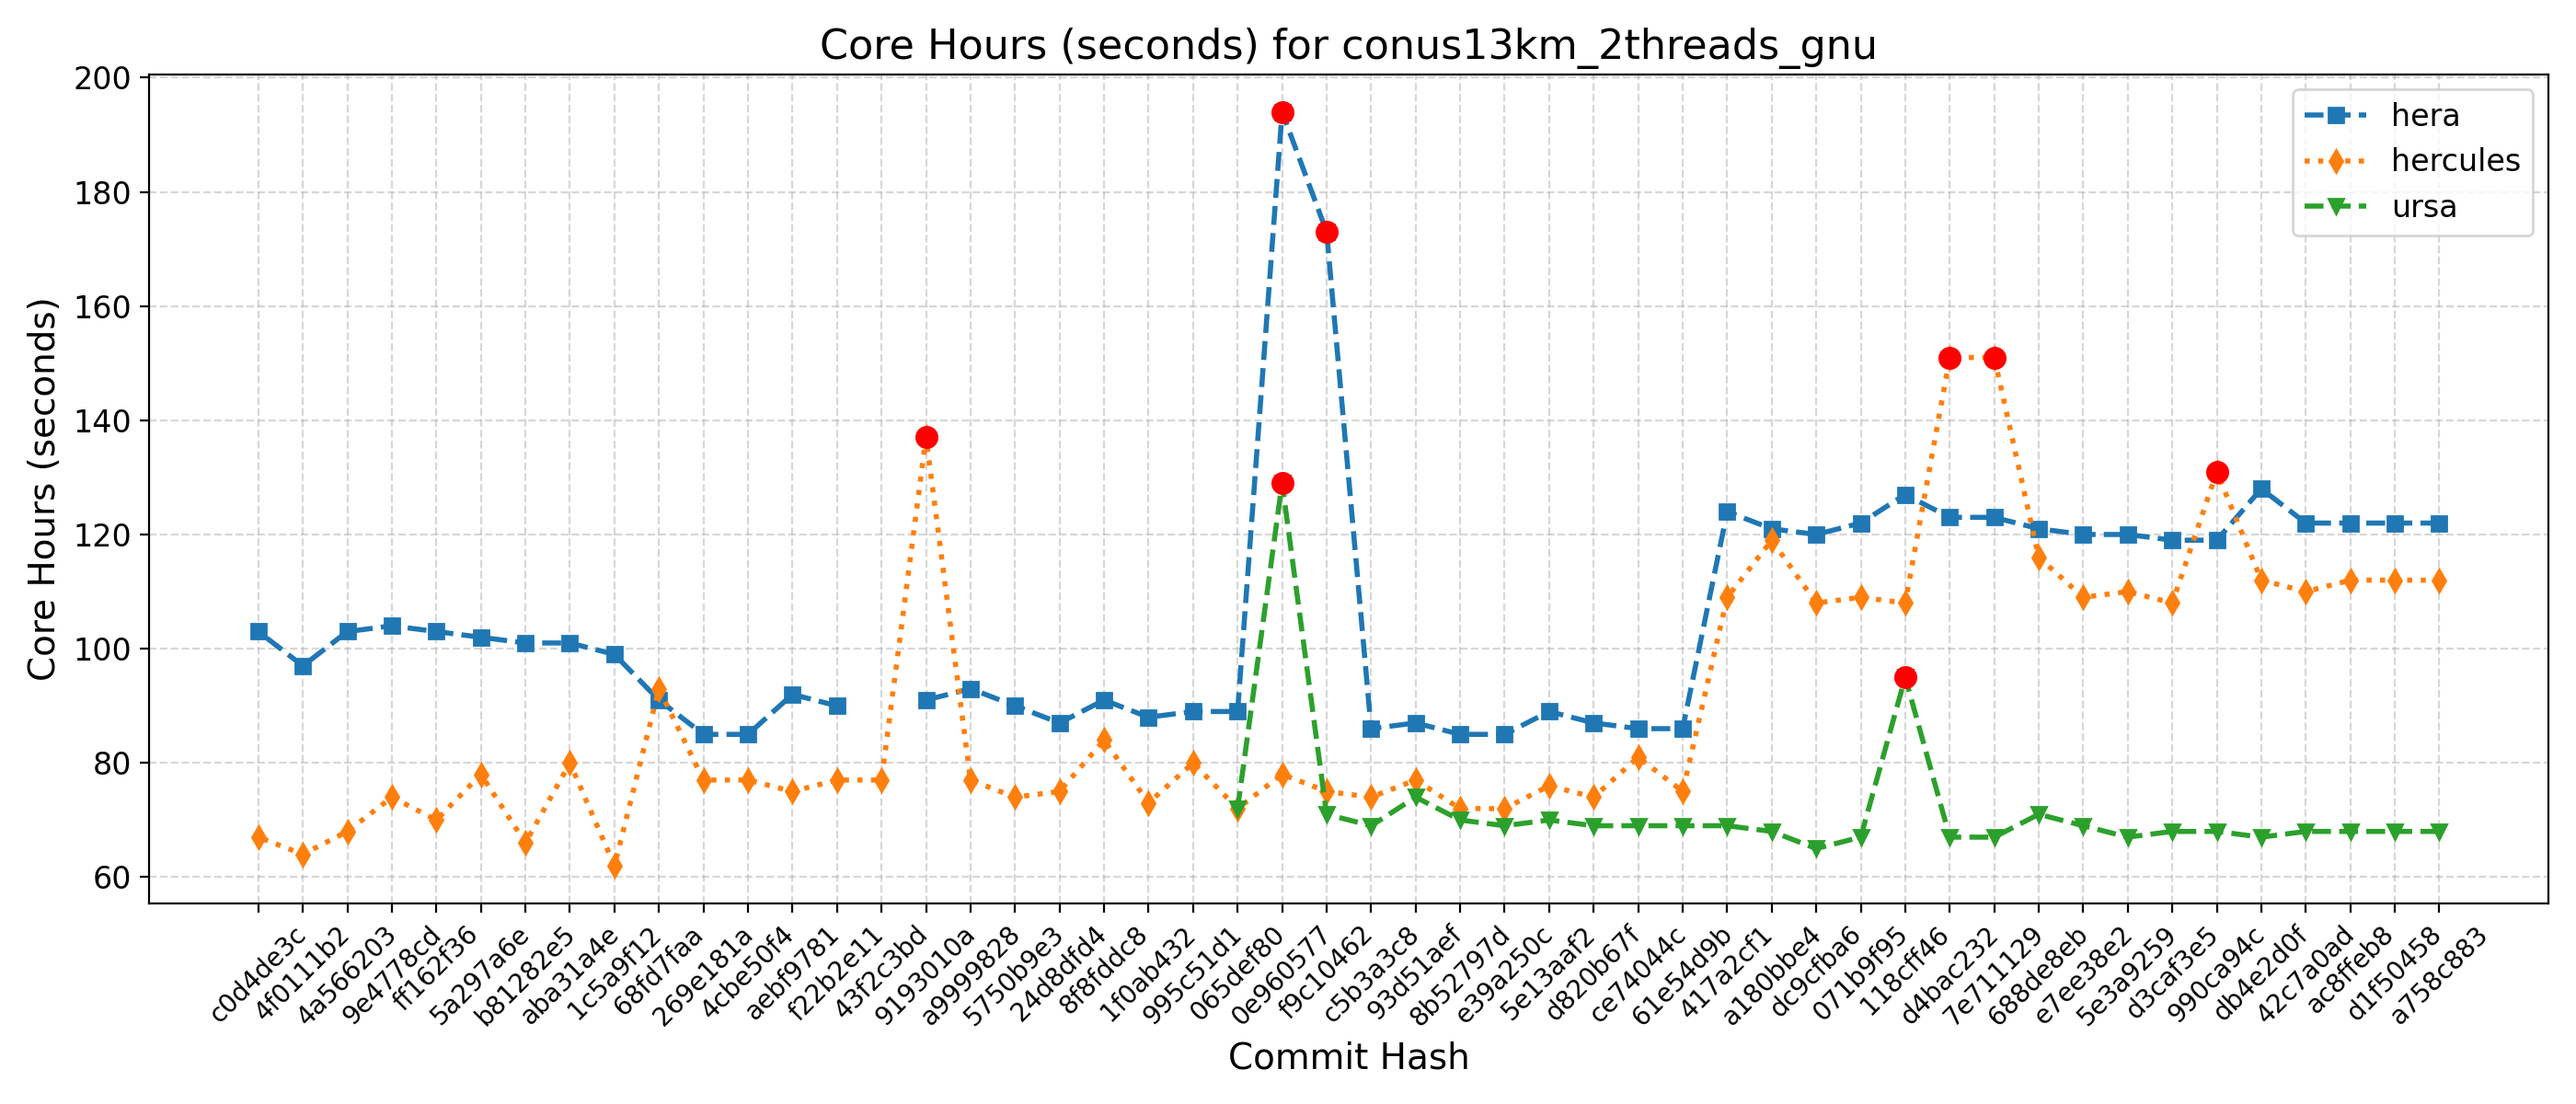 Core Hours (seconds) for conus13km_2threads_gnu
Core Hours (seconds)
200
180
160
140
120
100
80
60
hera
hercules
ursa
c0d4de3c
4f0111b2
4a566203
9e4778cd
ff162f36
5a297a6e
b81282e5
aba31a4e
1c5a9f12
68fd7faa
269e181a
4cbe50f4
aebf9781
f22b2e11
43f2c3bd
9193010a
a9999828
5750b9e3
24d8dfd4
8f8fddc8
1f0ab432
995c51d1
065def80
0e960577
f9c10462
c5b3a3c8
93d51aef
8b52797d
e39a250c
5e13aaf2
d820b67f
ce74044c
61e54d9b
417a2cf1
a180bbe4
dc9cfba6
071b9f95
118cff46
d4bac232
7e711129
688de8eb
e7ee38e2
5e3a9259
d3caf3e5
990ca94c
db4e2d0f
42c7a0ad
ac8ffeb8
d1f50458
a758c883
Commit Hash